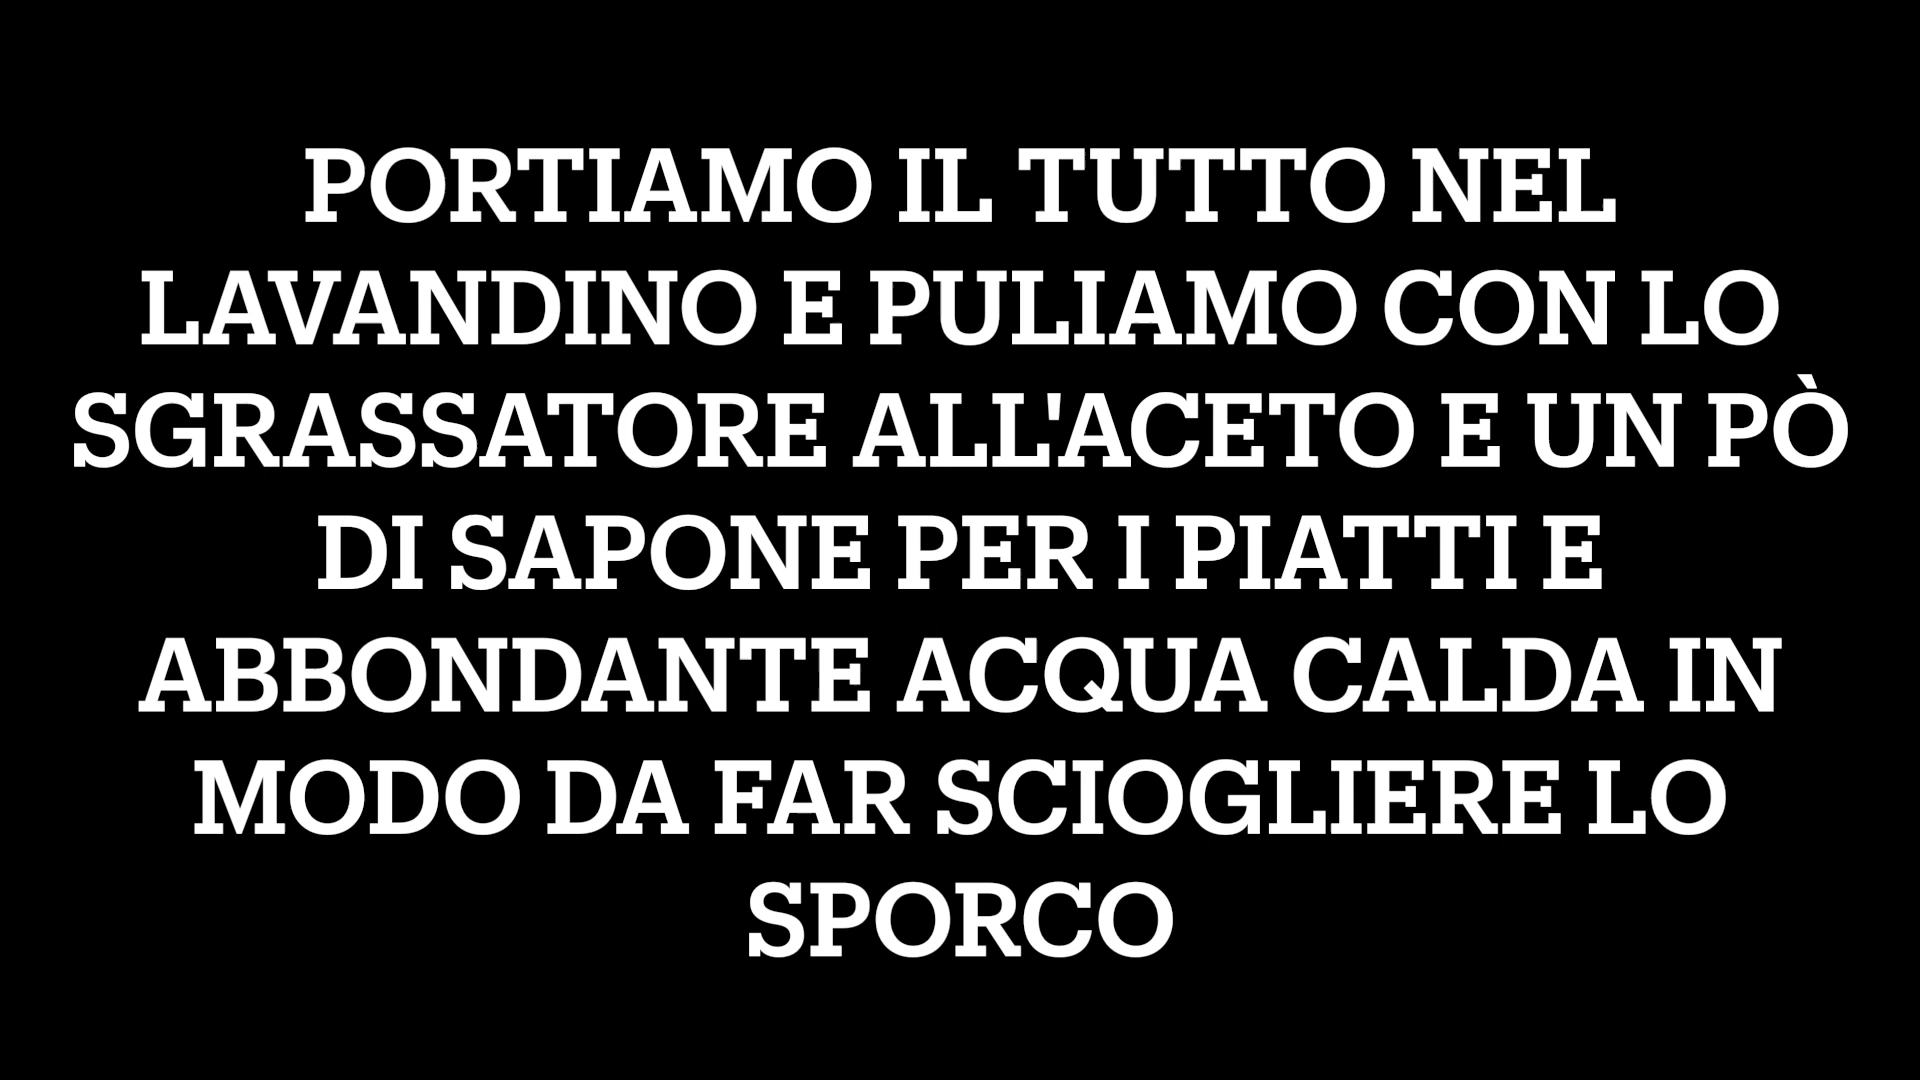 PORTIAMO IL TUTTO NEL
LAVANDINO E PULIAMO CON LO
SGRASSATORE ALL'ACETO E UN PÒ
DI SAPONE PER I PIATTI E
ABBONDANTE ACQUA CALDA IN
MODO DA FAR SCIOGLIERE LO
SPORCO